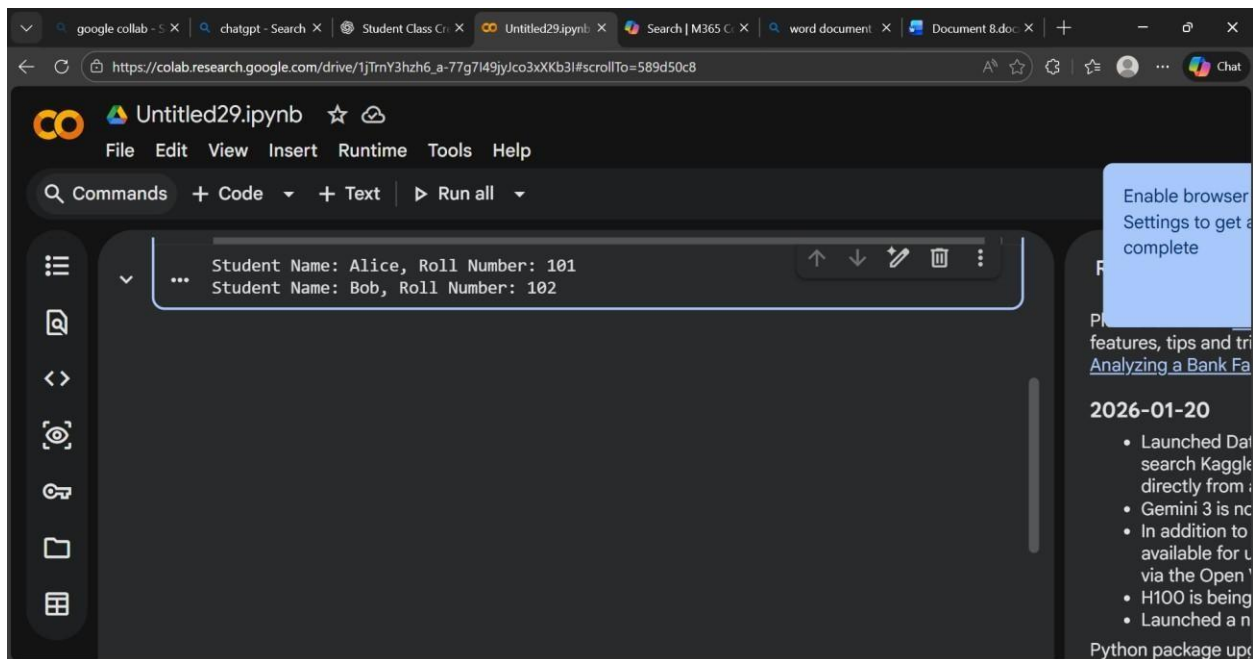 google collab - S
chatgpt - Search
Student Class Cr
Untitled29.ipynb
Search | M365 C
word document
Document 8.doc
https://colab.research.google.com/drive/1jTrnY3hzh6_a-77g7I49jyJco3xXKb3I#scrollTo=589d50c8
Chat
Untitled29.ipynb
File Edit View Insert Runtime Tools Help
Commands + Code + Text Run all
Enable browser
Settings to get a
complete
Student Name: Alice, Roll Number: 101
Student Name: Bob, Roll Number: 102
features, tips and tri
Analyzing a Bank Fa
2026-01-20
• Launched Dat
search Kaggle
directly from a
• Gemini 3 is no
• In addition to
available for u
via the Open
• H100 is being
• Launched a n
Python package upg